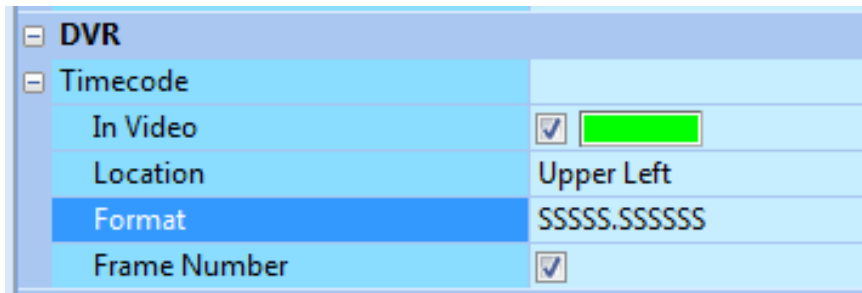 DVR
Timecode
In Video
Location Upper Left
Format SSSSS.SSSSSS
Frame Number